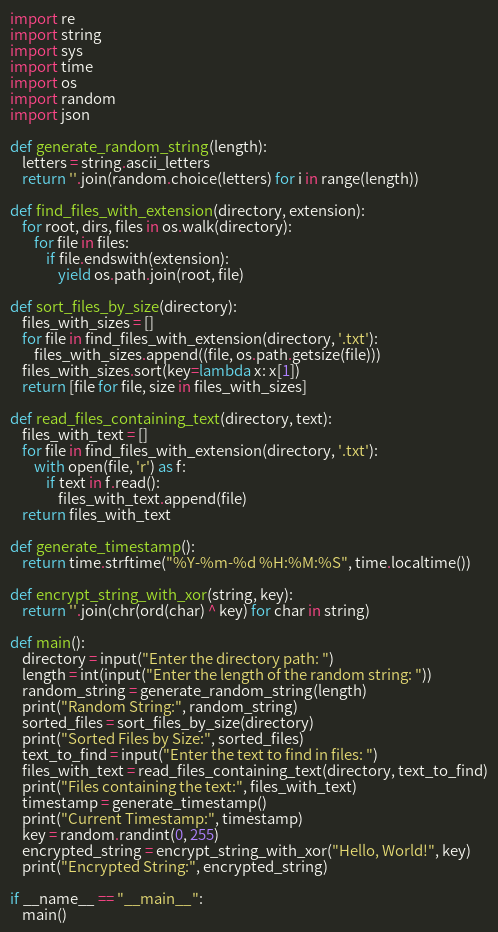 import re
import string
import sys
import time
import os
import random
import json

def generate_random_string(length):
    letters = string.ascii_letters
    return ''.join(random.choice(letters) for i in range(length))

def find_files_with_extension(directory, extension):
    for root, dirs, files in os.walk(directory):
        for file in files:
            if file.endswith(extension):
                yield os.path.join(root, file)

def sort_files_by_size(directory):
    files_with_sizes = []
    for file in find_files_with_extension(directory, '.txt'):
        files_with_sizes.append((file, os.path.getsize(file)))
    files_with_sizes.sort(key=lambda x: x[1])
    return [file for file, size in files_with_sizes]

def read_files_containing_text(directory, text):
    files_with_text = []
    for file in find_files_with_extension(directory, '.txt'):
        with open(file, 'r') as f:
            if text in f.read():
                files_with_text.append(file)
    return files_with_text

def generate_timestamp():
    return time.strftime("%Y-%m-%d %H:%M:%S", time.localtime())

def encrypt_string_with_xor(string, key):
    return ''.join(chr(ord(char) ^ key) for char in string)

def main():
    directory = input("Enter the directory path: ")
    length = int(input("Enter the length of the random string: "))
    random_string = generate_random_string(length)
    print("Random String:", random_string)
    sorted_files = sort_files_by_size(directory)
    print("Sorted Files by Size:", sorted_files)
    text_to_find = input("Enter the text to find in files: ")
    files_with_text = read_files_containing_text(directory, text_to_find)
    print("Files containing the text:", files_with_text)
    timestamp = generate_timestamp()
    print("Current Timestamp:", timestamp)
    key = random.randint(0, 255)
    encrypted_string = encrypt_string_with_xor("Hello, World!", key)
    print("Encrypted String:", encrypted_string)

if __name__ == "__main__":
    main()